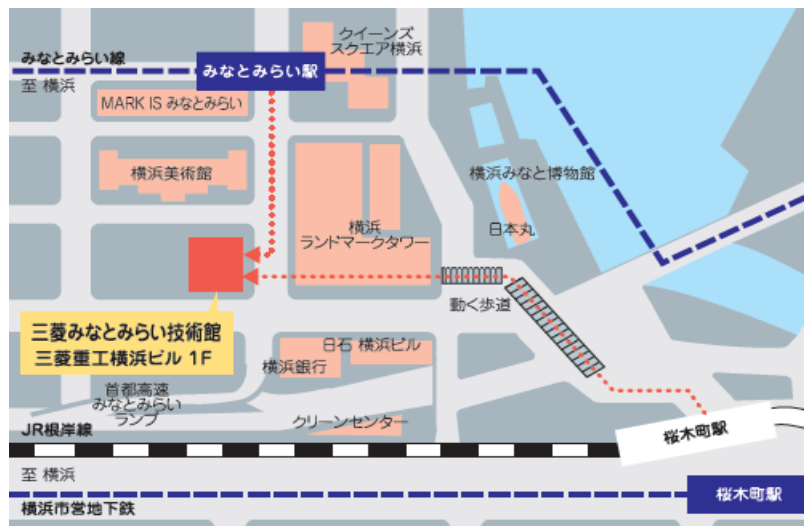 クイーンズ
スクエア横浜
みなとみらい線
みなとみらい駅
至 横浜
MARK IS みなとみらい
横浜美術館
横浜みなと博物館
日本丸
横浜
ランドマークタワー
動く歩道
三菱みなとみらい技術館
三菱重工横浜ビル 1F
日石 横浜ビル
横浜銀行
首都高速
みなとみらい
ランプ
クリーンセンター
JR根岸線
桜木町駅
至 横浜
桜木町駅
横浜市営地下鉄